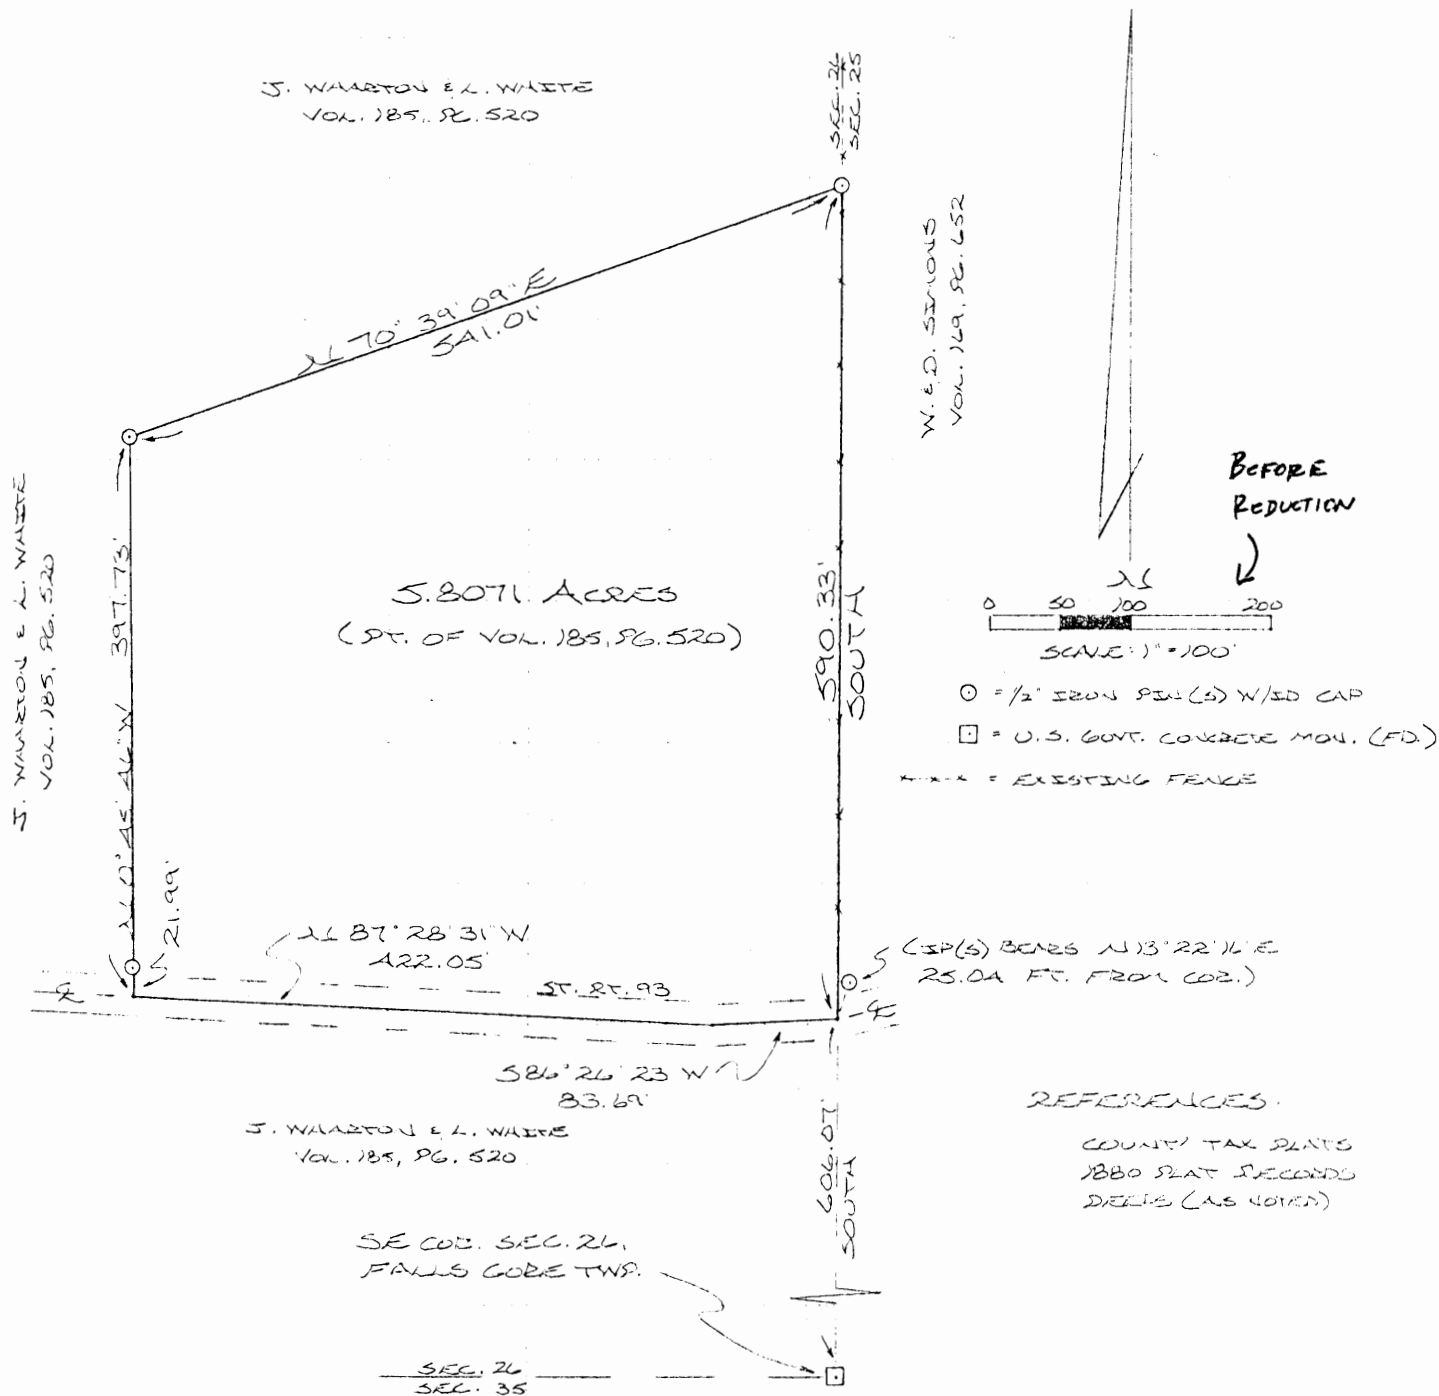 J. WHARTON & L. WHITE
VOL. 185, PG. 520
SEC. 26
SEC. 25
W. & D. SIMONS
VOL. 169, PG. 652
N 70° 39' 09" E
541.01'
BEFORE
REDUCTION
J. WHARTON & L. WHITE
VOL. 185, PG. 520
397.73'
N 0° 45' 46" W
21.99'
5.8071 ACRES
(PT. OF VOL. 185, PG. 520)
590.33'
SOUTH
N
0 50 100 200
SCALE: 1" = 100'
= 1/2" IRON PIN(S) W/ID CAP
= U.S. GOVT. CONCRETE MON. (FD.)
x-x-x = EXISTING FENCE
N 87° 28' 31" W
422.05'
ST. RT. 93
(IP(S) BEARS N 13° 22' 16" E
25.04 FT. FROM COR.)
S 86° 26' 23" W
83.69'
J. WHARTON & L. WHITE
VOL. 185, PG. 520
606.07'
SOUTH
REFERENCES:
COUNTY TAX PLATS
1880 PLAT RECORDS
DEEDS (AS NOTED)
SE COR. SEC. 26,
FALLS GORE TWP.
SEC. 26
SEC. 35